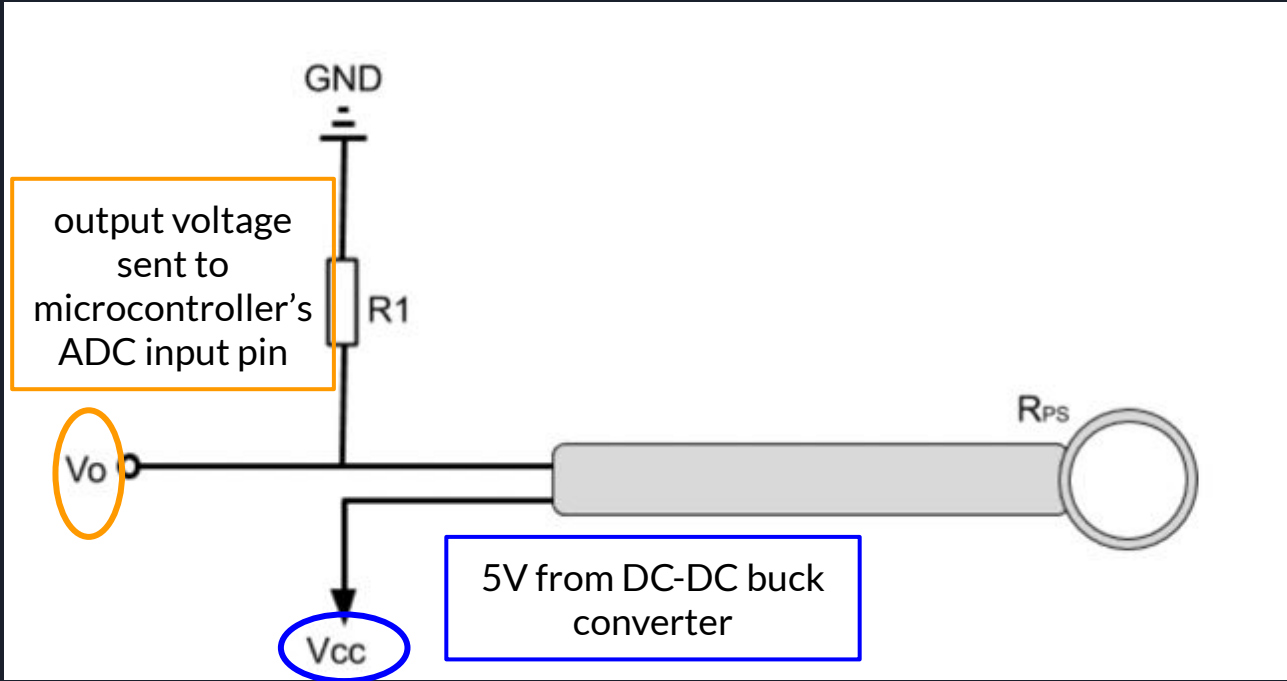 GND
output voltage
sent to
microcontroller’s
ADC input pin
R1
RPS
Vo
5V from DC-DC buck
converter
Vcc